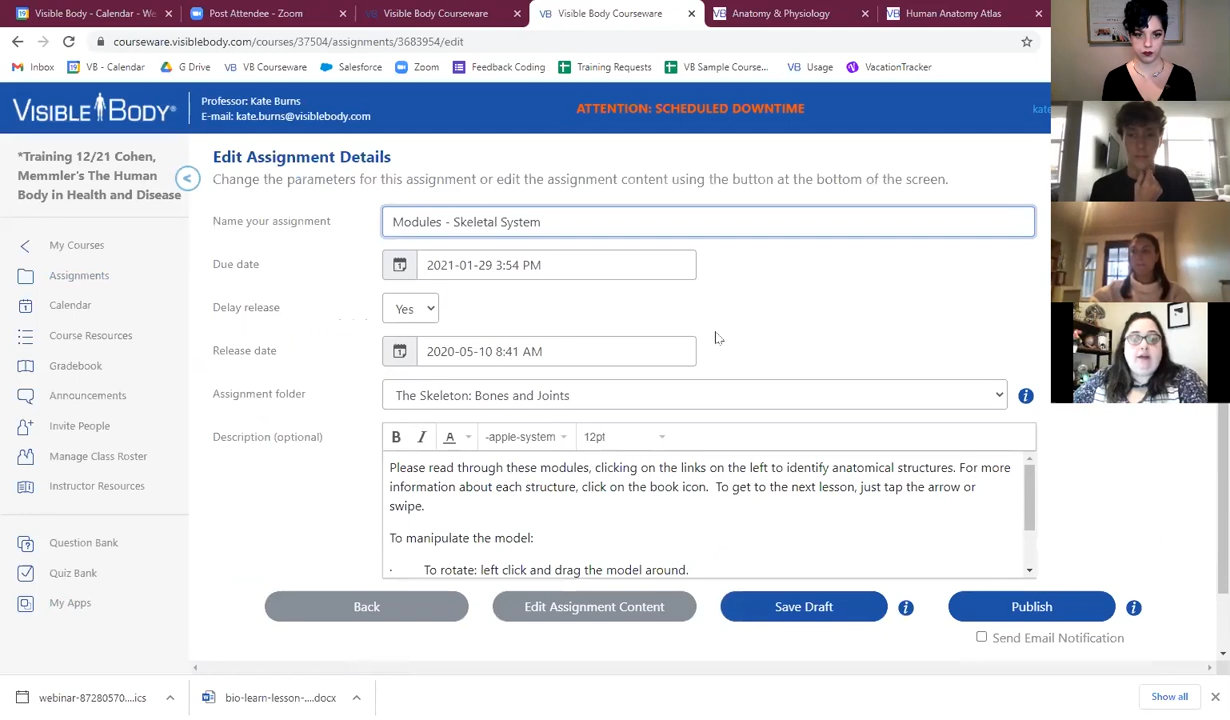 Visible Body - Calendar - We
Post Attendee - Zoom
Visible Body Courseware
Visible Body Courseware
Anatomy & Physiology
Human Anatomy Atlas
courseware.visiblebody.com/courses/37504/assignments/3683954/edit
Inbox
VB - Calendar
G Drive
VB Courseware
Salesforce
Zoom
Feedback Coding
Training Requests
VB Sample Course...
VB Usage
VacationTracker
VISIBLE BODY®
Professor: Kate Burns
E-mail: kate.burns@visiblebody.com
ATTENTION: SCHEDULED DOWNTIME
kate
*Training 12/21 Cohen,
Memmler's The Human
Body in Health and Disease
My Courses
Assignments
Calendar
Course Resources
Gradebook
Announcements
Invite People
Manage Class Roster
Instructor Resources
Question Bank
Quiz Bank
My Apps
Edit Assignment Details
Change the parameters for this assignment or edit the assignment content using the button at the bottom of the screen.
Name your assignment
Modules - Skeletal System
Due date
2021-01-29 3:54 PM
Delay release
Yes
Release date
2020-05-10 8:41 AM
Assignment folder
The Skeleton: Bones and Joints
Description (optional)
B I A -apple-system 12pt
Please read through these modules, clicking on the links on the left to identify anatomical structures. For more
information about each structure, click on the book icon. To get to the next lesson, just tap the arrow or
swipe.
To manipulate the model:
· To rotate: left click and drag the model around.
Back
Edit Assignment Content
Save Draft
Publish
Send Email Notification
webinar-87280570....ics
bio-learn-lesson-....docx
Show all